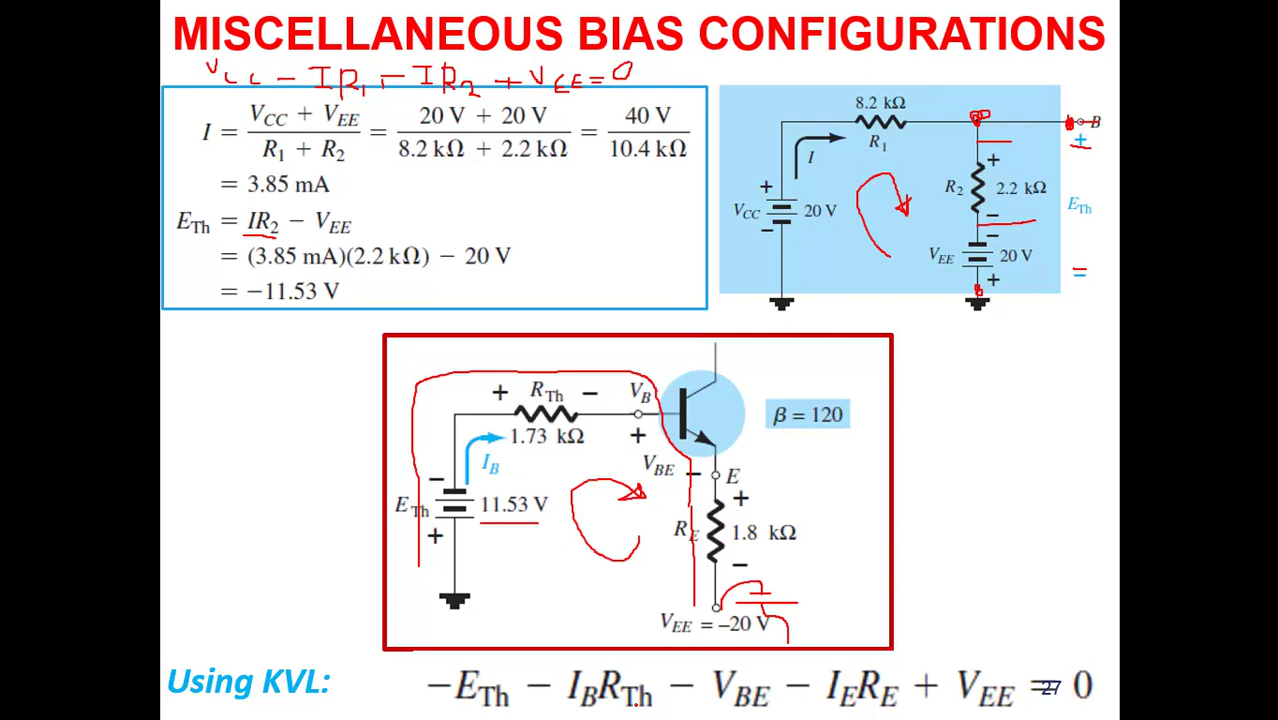 MISCELLANEOUS BIAS CONFIGURATIONS
VCC - IR1 - IR2 + VEE = 0
I = (VCC + VEE) / (R1 + R2) = (20 V + 20 V) / (8.2 kΩ + 2.2 kΩ) = 40 V / 10.4 kΩ
= 3.85 mA
ETh = IR2 − VEE
= (3.85 mA)(2.2 kΩ) − 20 V
= −11.53 V
8.2 kΩ
R1
B
I
+
+
+
R2
2.2 kΩ
ETh
VCC
20 V
−
−
−
VEE
20 V
+
−
+ RTh −
VB
1.73 kΩ
+
β = 120
IB
VBE
−
E
−
ETh
11.53 V
+
+
RE
1.8 kΩ
−
VEE = −20 V
Using KVL:
−ETh − IBRTh − VBE − IERE + VEE = 0
27